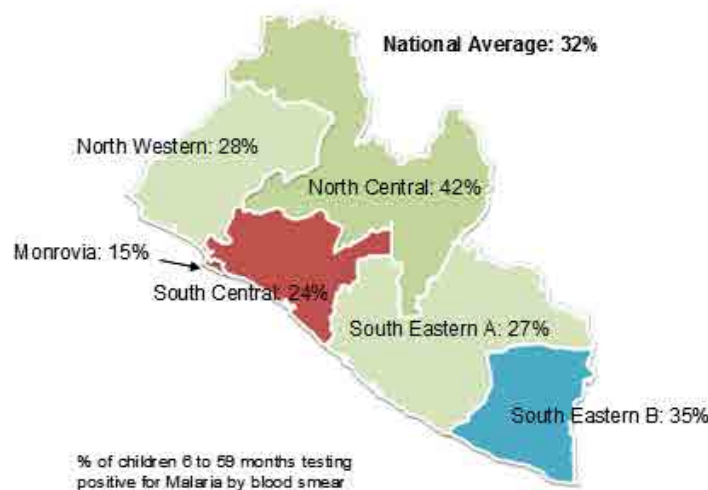 National Average: 32%
North Western: 28%
North Central: 42%
Monrovia: 15%
South Central: 24%
South Eastern A: 27%
South Eastern B: 35%
% of children 6 to 59 months testing
positive for Malaria by blood smear